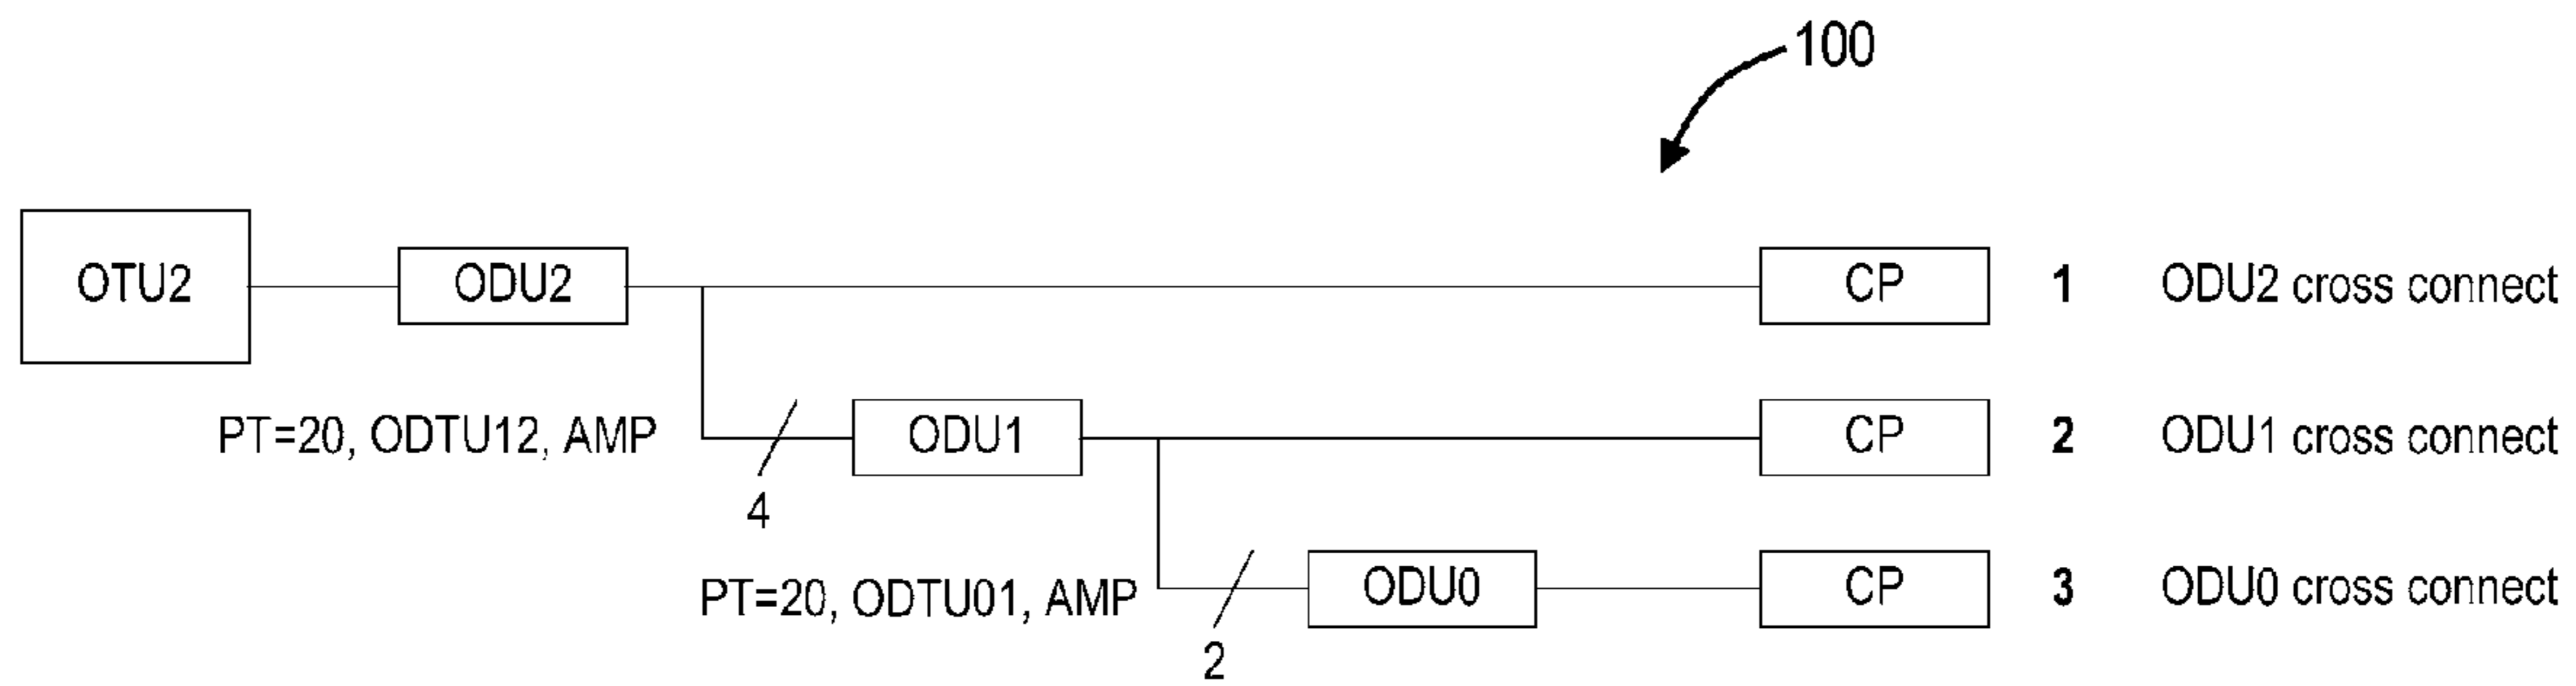 100
OTU2 ODU2 CP 1 ODU2 cross connect
PT=20, ODTU12, AMP ODU1 CP 2 ODU1 cross connect
4
PT=20, ODTU01, AMP ODU0 CP 3 ODU0 cross connect
2